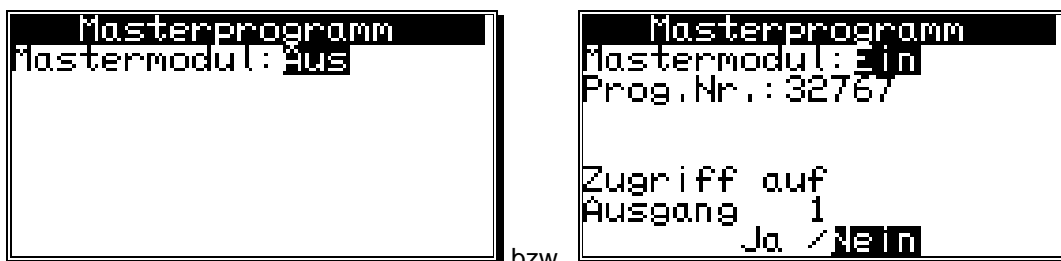 Masterprogramm
Mastermodul:Aus
bzw.
Masterprogramm
Mastermodul:Ein
Prog.Nr.:32767
Zugriff auf
Ausgang 1
Ja /Nein